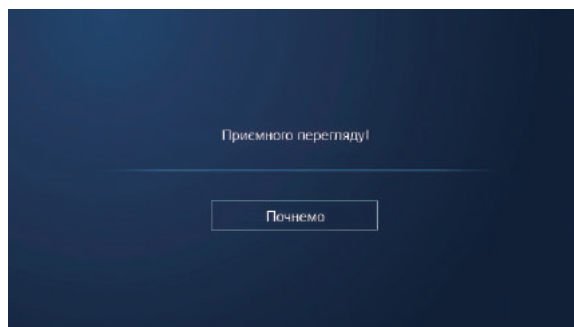 Приємного перегляду!
Почнемо